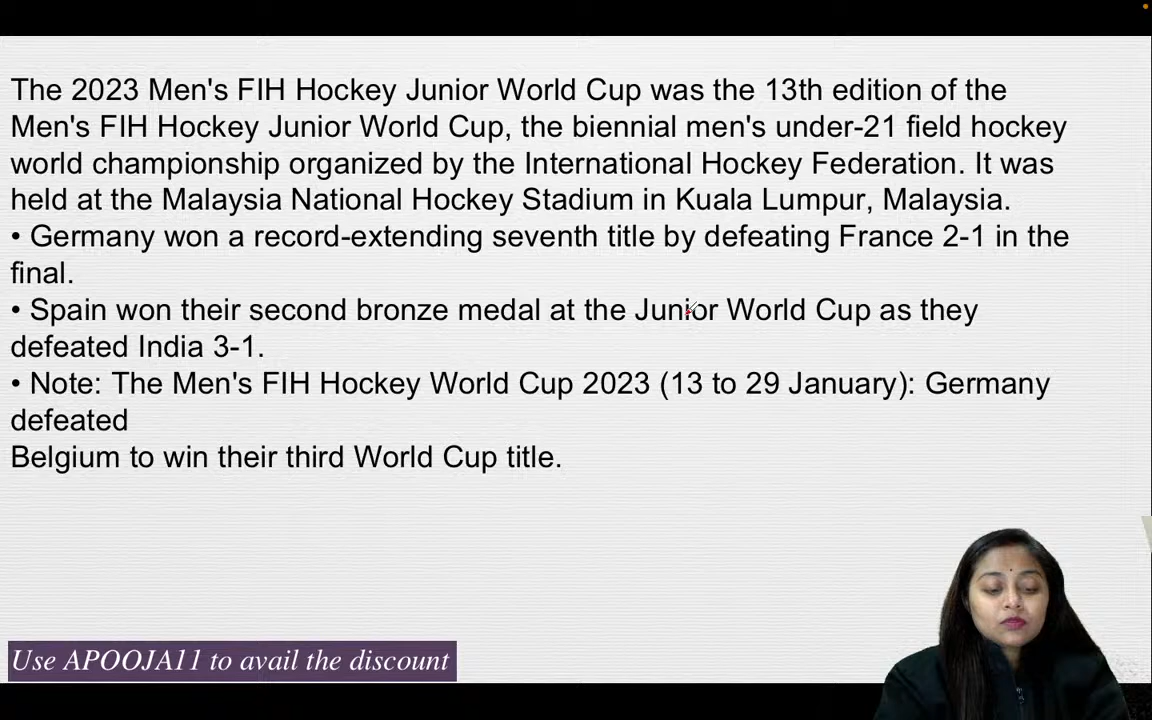 The 2023 Men's FIH Hockey Junior World Cup was the 13th edition of the
Men's FIH Hockey Junior World Cup, the biennial men's under-21 field hockey
world championship organized by the International Hockey Federation. It was
held at the Malaysia National Hockey Stadium in Kuala Lumpur, Malaysia.
• Germany won a record-extending seventh title by defeating France 2-1 in the
final.
• Spain won their second bronze medal at the Junior World Cup as they
defeated India 3-1.
• Note: The Men's FIH Hockey World Cup 2023 (13 to 29 January): Germany
defeated
Belgium to win their third World Cup title.
Use APOOJA11 to avail the discount